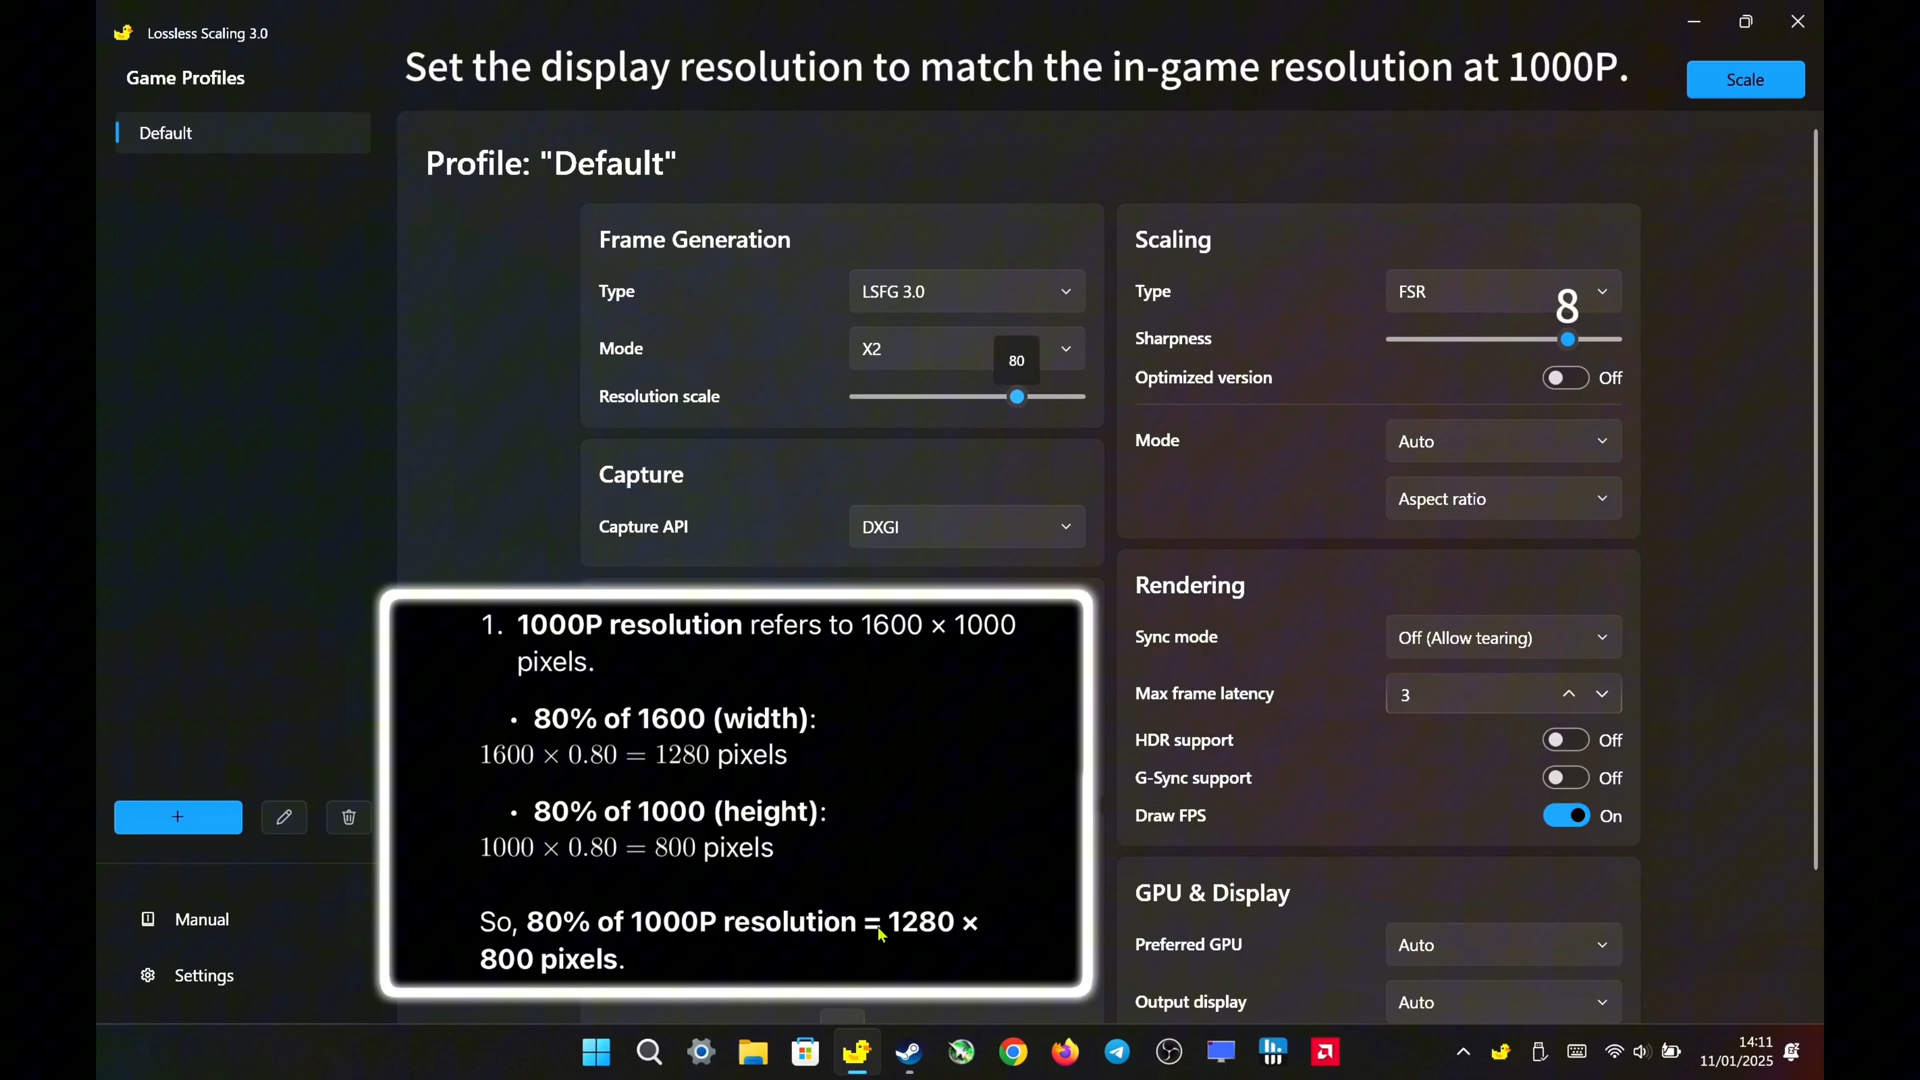 Lossless Scaling 3.0
Set the display resolution to match the in-game resolution at 1000P.
Game Profiles
Scale
Default
Profile: "Default"
Frame Generation
Type
LSFG 3.0
Mode
X2
80
Resolution scale
Capture
Capture API
DXGI
Scaling
Type
FSR
8
Sharpness
Optimized version
Off
Mode
Auto
Aspect ratio
Rendering
Sync mode
Off (Allow tearing)
Max frame latency
3
HDR support
Off
G-Sync support
Off
Draw FPS
On
GPU & Display
Preferred GPU
Auto
Output display
Auto
1. 1000P resolution refers to 1600 × 1000
pixels.
• 80% of 1600 (width):
1600 × 0.80 = 1280 pixels
• 80% of 1000 (height):
1000 × 0.80 = 800 pixels
So, 80% of 1000P resolution = 1280 ×
800 pixels.
+
Manual
Settings
14:11
11/01/2025